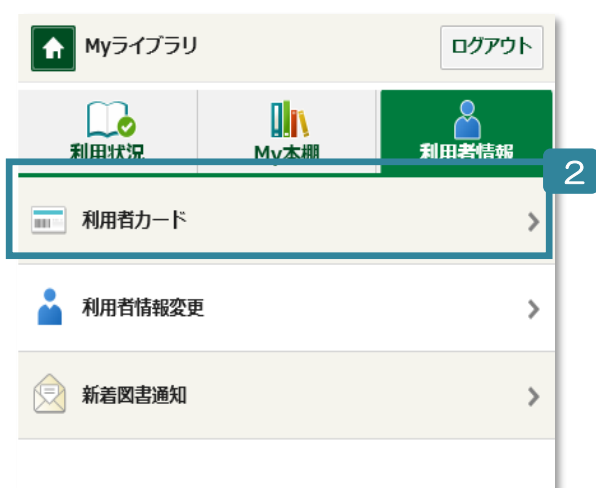 Myライブラリ ログアウト
利用状況 My本棚 利用者情報
2
利用者カード
利用者情報変更
新着図書通知